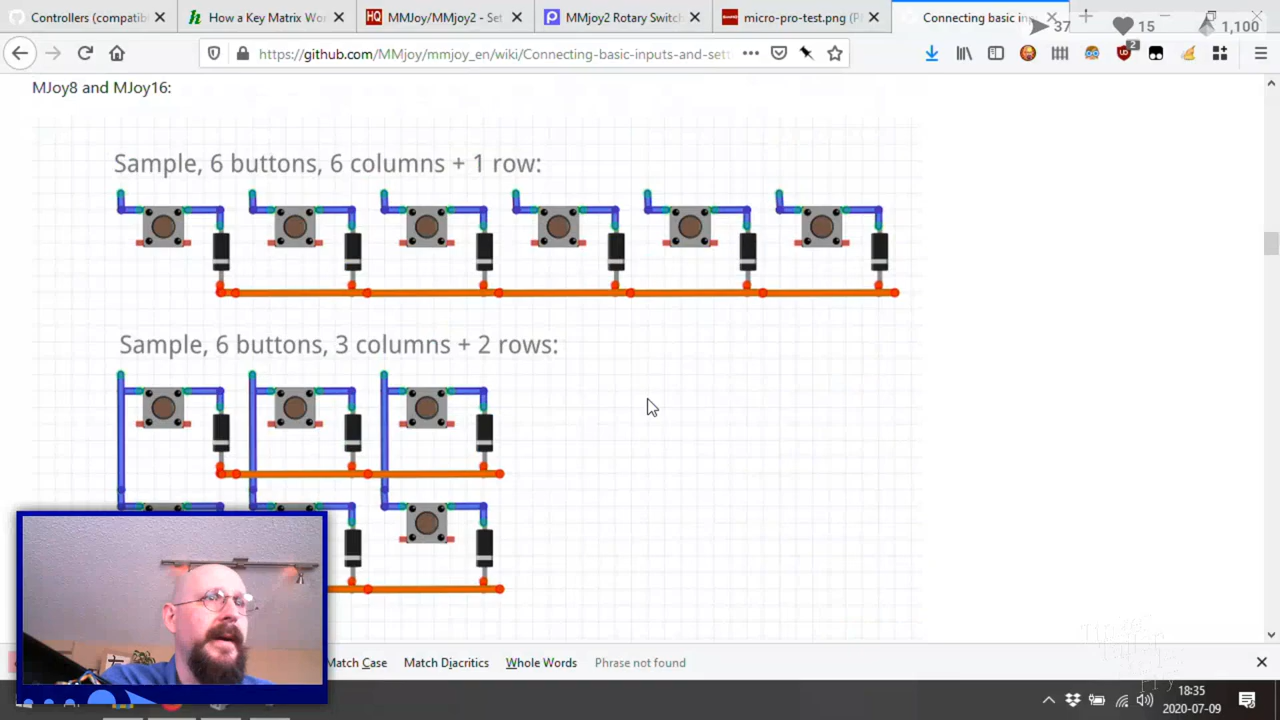 Controllers (compatib
How a Key Matrix Wo
HQ
MMJoy/MMjoy2 - Set
MMJoy2 Rotary Switch
micro-pro-test.png (P
Connecting basic in
37
15
1,100
https://github.com/MMjoy/mmjoy_en/wiki/Connecting-basic-inputs-and-sett
2
MJoy8 and MJoy16:
Sample, 6 buttons, 6 columns + 1 row:
Sample, 6 buttons, 3 columns + 2 rows:
Match Case
Match Diacritics
Whole Words
Phrase not found
18:35
2020-07-09